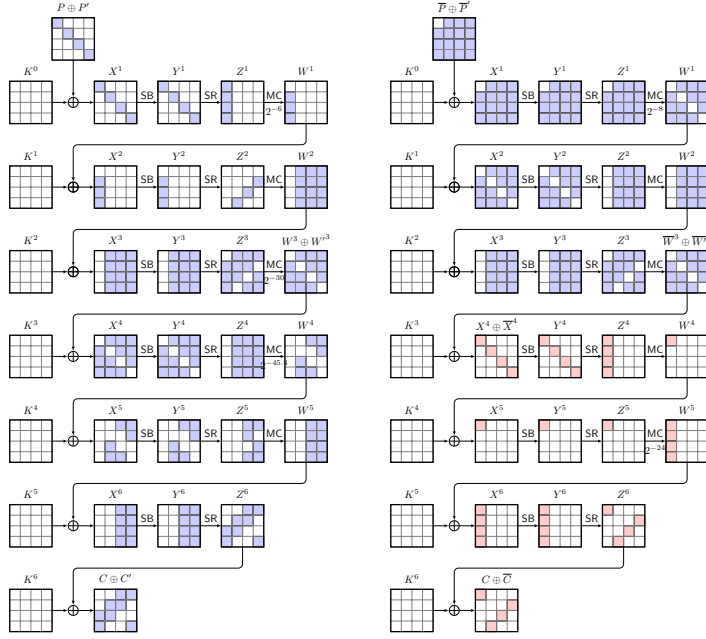 P ⊕ P′
P̅ ⊕ P̅′
K⁰ X¹ Y¹ Z¹ W¹
SB SR MC
2⁻⁶
K⁰ X¹ Y¹ Z¹ W¹
SB SR MC
2⁻⁸
K¹ X² Y² Z² W²
SB SR MC
K¹ X² Y² Z² W²
SB SR MC
K² X³ Y³ Z³ W³ ⊕ W′³
SB SR MC
2⁻³⁰
K² X³ Y³ Z³ W̅³ ⊕ W̅′³
SB SR MC
K³ X⁴ Y⁴ Z⁴ W⁴
SB SR MC
K³ X⁴ ⊕ X̅⁴ Y⁴ Z⁴ W⁴
SB SR MC
K⁴ X⁵ Y⁵ Z⁵ W⁵
SB SR MC
K⁴ X⁵ Y⁵ Z⁵ W⁵
SB SR MC
2⁻²⁴
K⁵ X⁶ Y⁶ Z⁶
SB SR
K⁵ X⁶ Y⁶ Z⁶
SB SR
K⁶ C ⊕ C′
K⁶ C ⊕ C̅